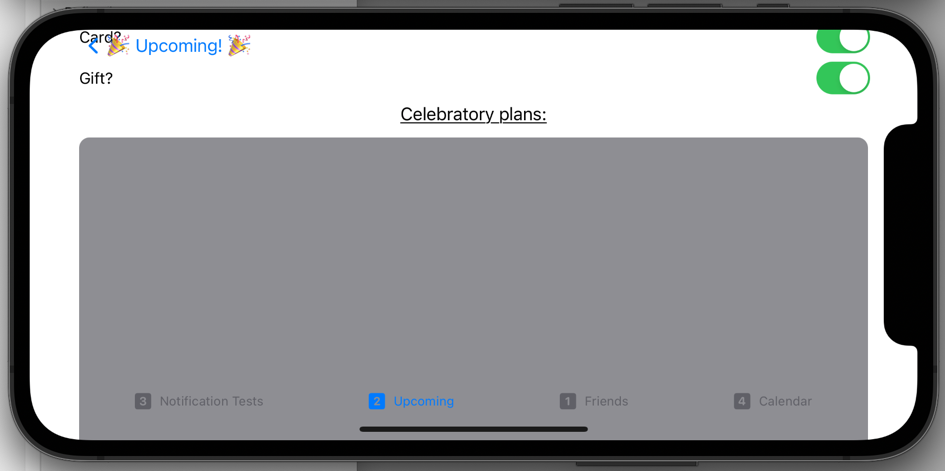 Card?
🎉 Upcoming! 🎉
Gift?
Celebratory plans:
3 Notification Tests
2 Upcoming
1 Friends
4 Calendar